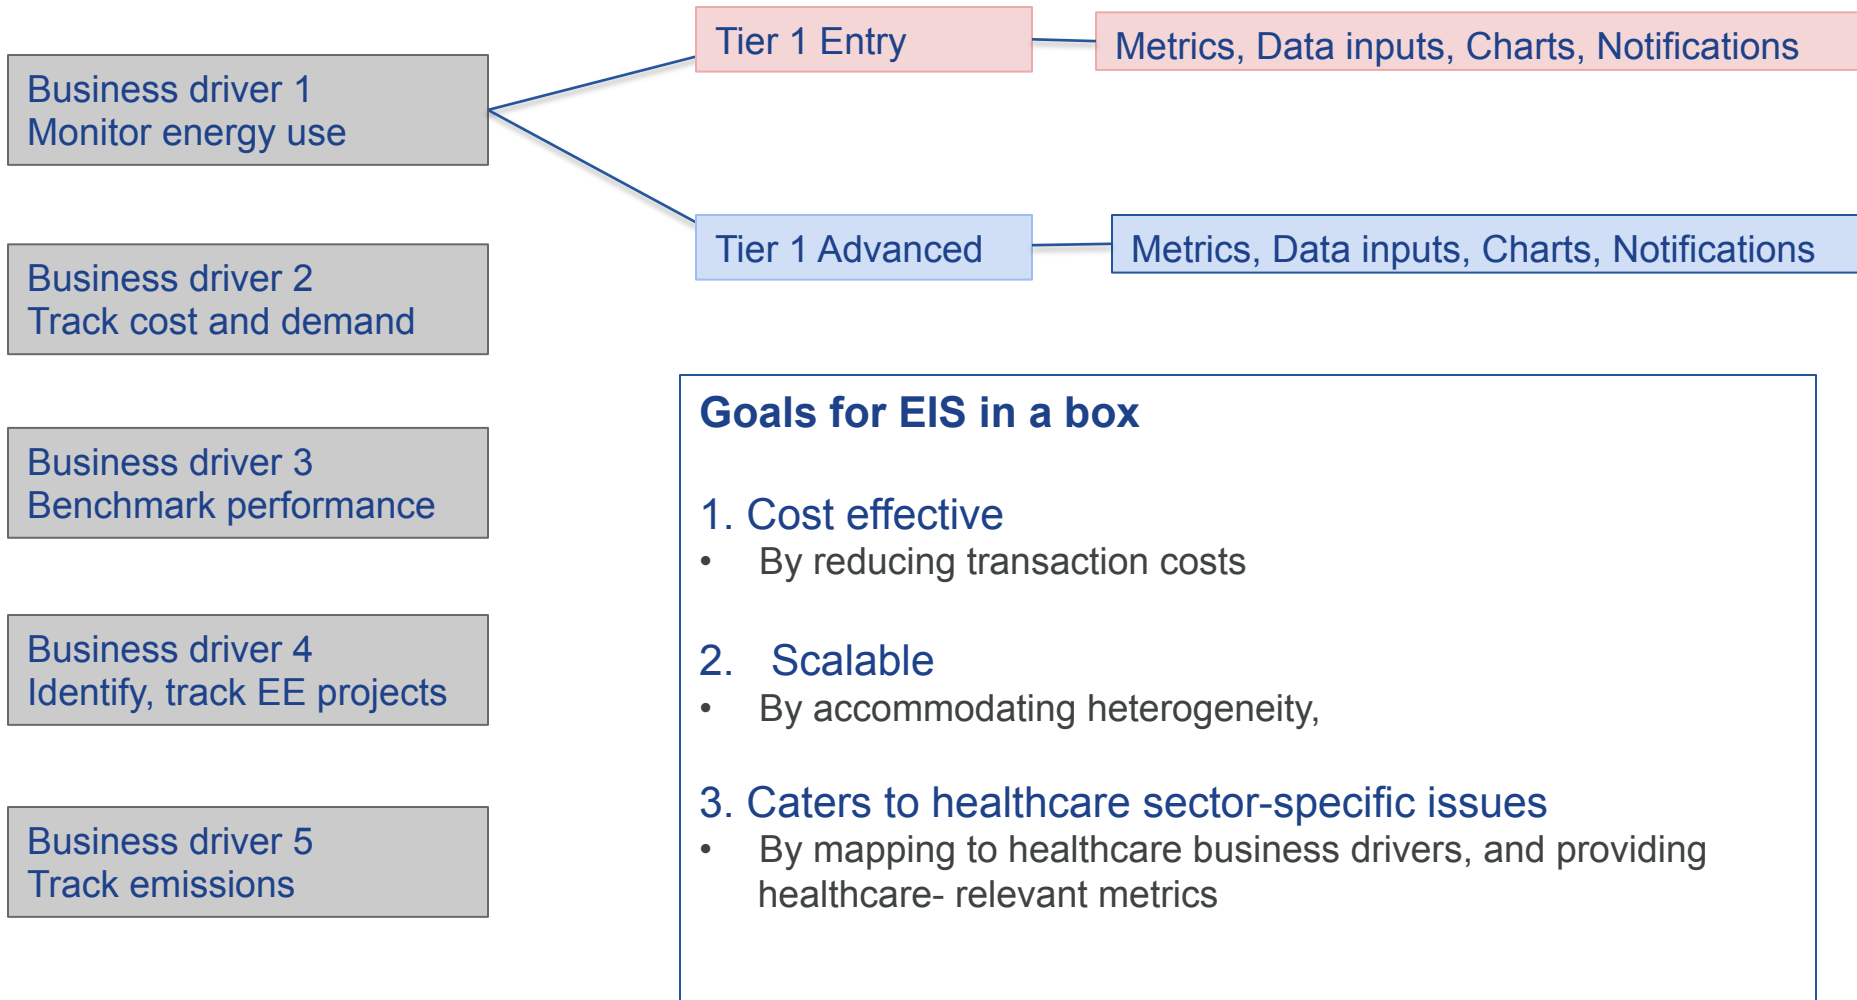 Business driver 1
Monitor energy use
Business driver 2
Track cost and demand
Business driver 3
Benchmark performance
Business driver 4
Identify, track EE projects
Business driver 5
Track emissions
Tier 1 Entry
Metrics, Data inputs, Charts, Notifications
Tier 1 Advanced
Metrics, Data inputs, Charts, Notifications
Goals for EIS in a box
1. Cost effective
• By reducing transaction costs
2. Scalable
• By accommodating heterogeneity,
3. Caters to healthcare sector-specific issues
• By mapping to healthcare business drivers, and providing
healthcare- relevant metrics